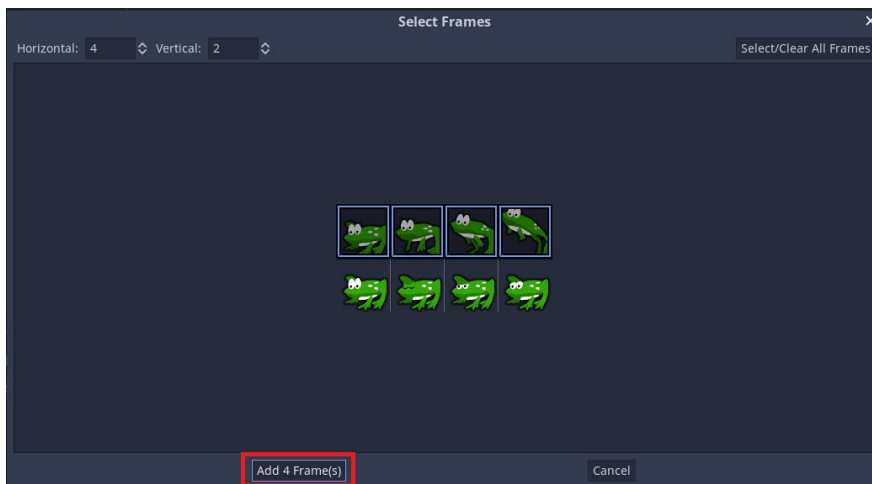 Select Frames
Horizontal: 4 Vertical: 2 Select/Clear All Frames
Add 4 Frame(s) Cancel